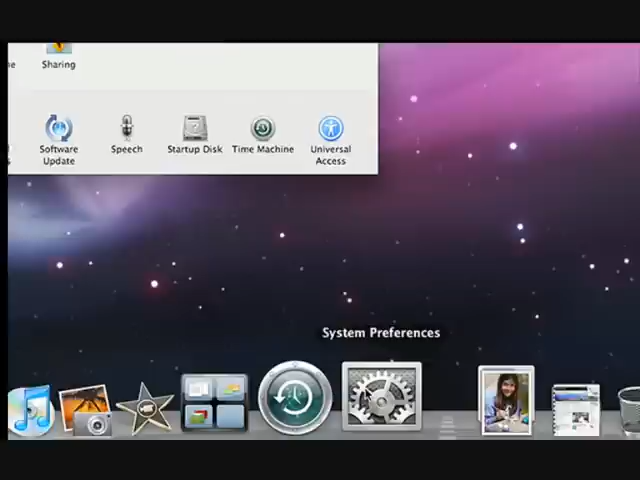 Sharing
Software
Update
Speech
Startup Disk
Time Machine
Universal
Access
System Preferences